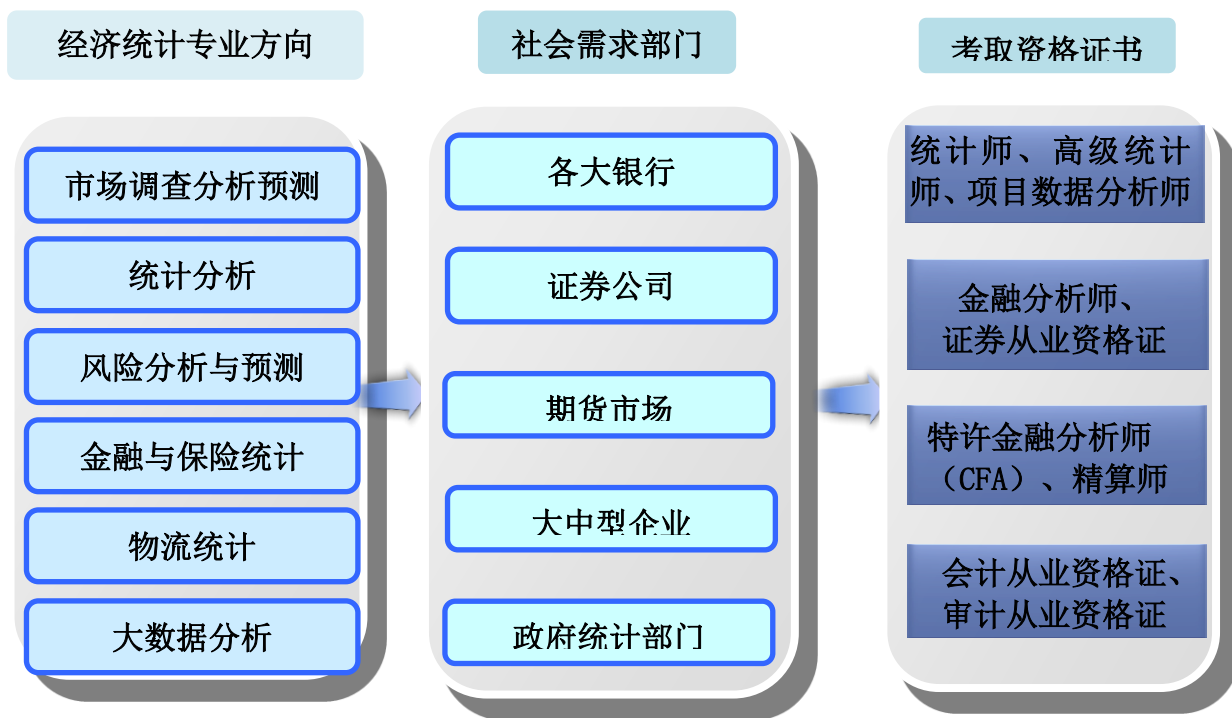 经济统计专业方向
市场调查分析预测
统计分析
风险分析与预测
金融与保险统计
物流统计
大数据分析
社会需求部门
各大银行
证券公司
期货市场
大中型企业
政府统计部门
考取资格证书
统计师、高级统计
师、项目数据分析师
金融分析师、
证券从业资格证
特许金融分析师
（CFA）、精算师
会计从业资格证、
审计从业资格证